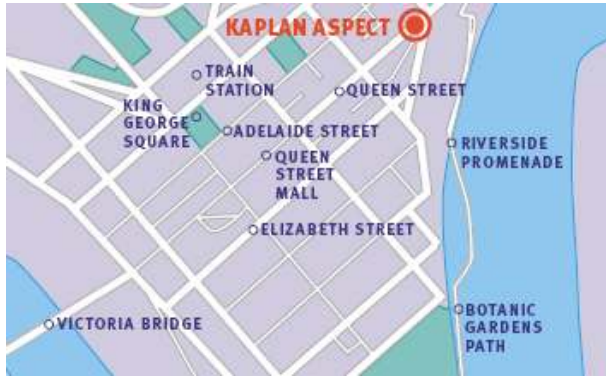 KAPLAN ASPECT
TRAIN
STATION
QUEEN STREET
KING
GEORGE
SQUARE
ADELAIDE STREET
RIVERSIDE
PROMENADE
QUEEN
STREET
MALL
ELIZABETH STREET
BOTANIC
GARDENS
PATH
VICTORIA BRIDGE